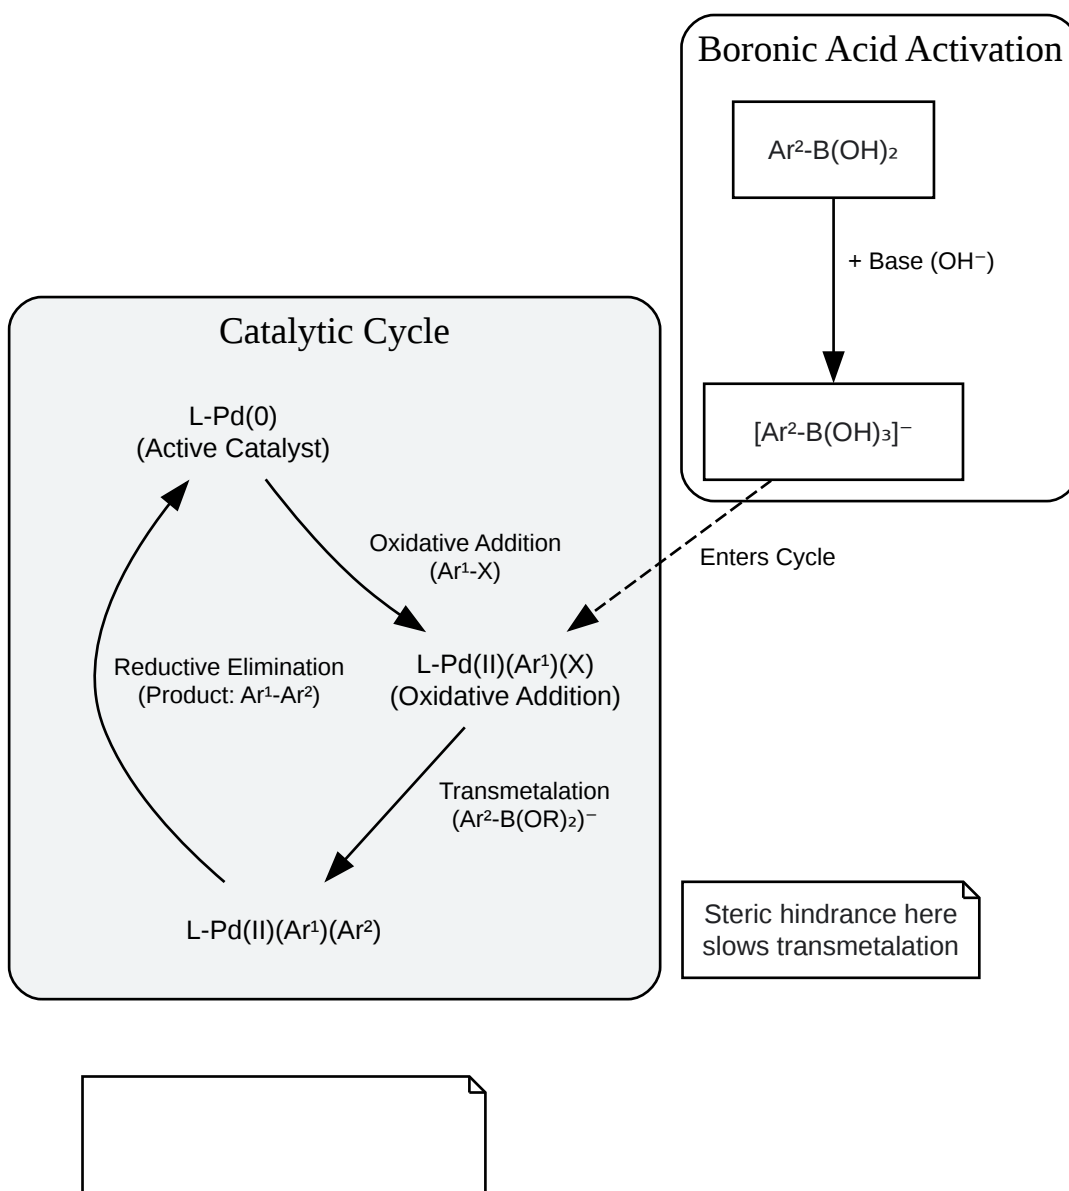 Boronic Acid Activation
Ar²-B(OH)₂
+ Base (OH⁻)
[Ar²-B(OH)₃]⁻
Enters Cycle
Catalytic Cycle
L-Pd(0)
(Active Catalyst)
Oxidative Addition
(Ar¹-X)
L-Pd(II)(Ar¹)(X)
(Oxidative Addition)
Reductive Elimination
(Product: Ar¹-Ar²)
Transmetalation
(Ar²-B(OR)₂)⁻
L-Pd(II)(Ar¹)(Ar²)
Steric hindrance here
slows transmetalation